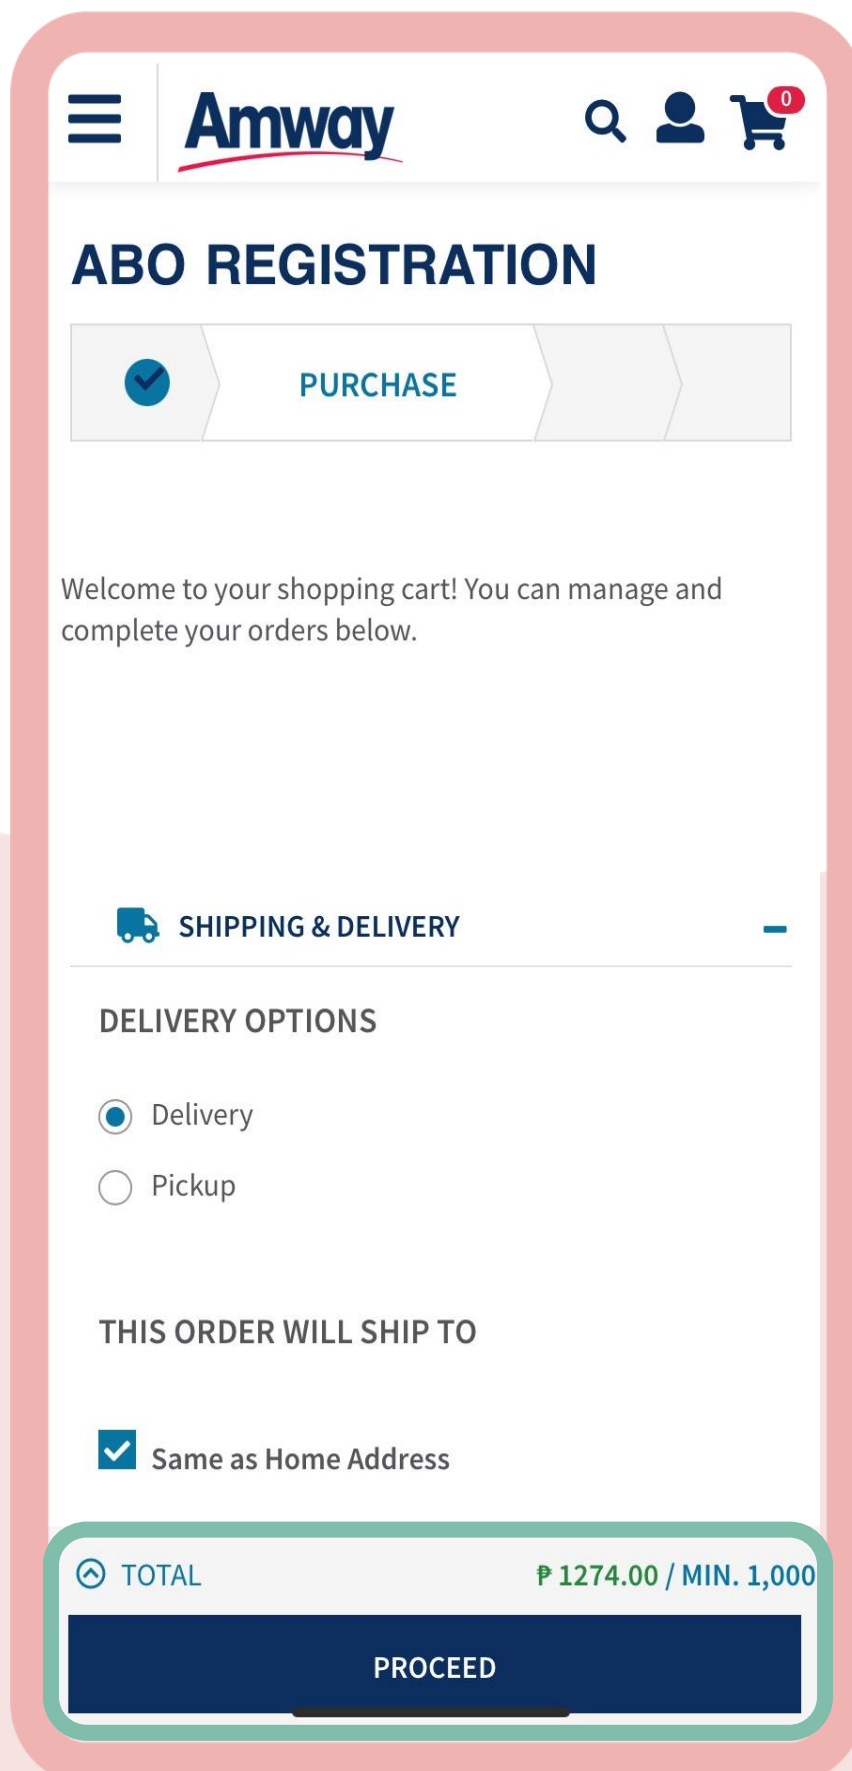 Amway
0
ABO REGISTRATION
PURCHASE
Welcome to your shopping cart! You can manage and
complete your orders below.
SHIPPING & DELIVERY
DELIVERY OPTIONS
Delivery
Pickup
THIS ORDER WILL SHIP TO
Same as Home Address
TOTAL ₱ 1274.00 / MIN. 1,000
PROCEED